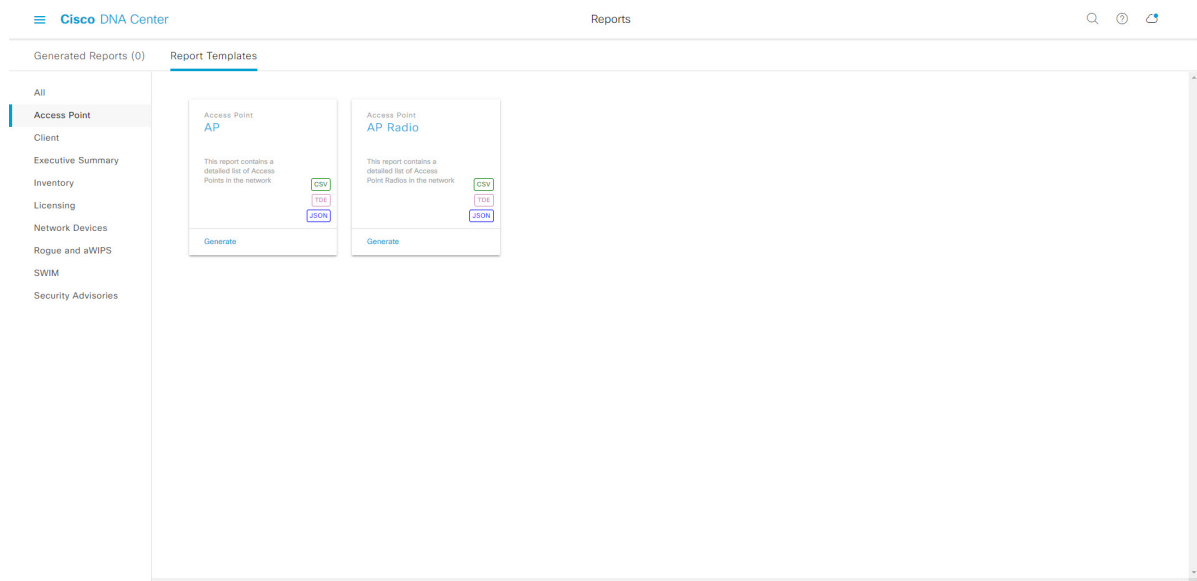 Cisco DNA Center
Reports
Generated Reports (0)
Report Templates
All
Access Point
Client
Executive Summary
Inventory
Licensing
Network Devices
Rogue and aWIPS
SWIM
Security Advisories
Access Point
AP
This report contains a
detailed list of Access
Points in the network
CSV
TDE
JSON
Generate
Access Point
AP Radio
This report contains a
detailed list of Access
Point Radios in the network
CSV
TDE
JSON
Generate